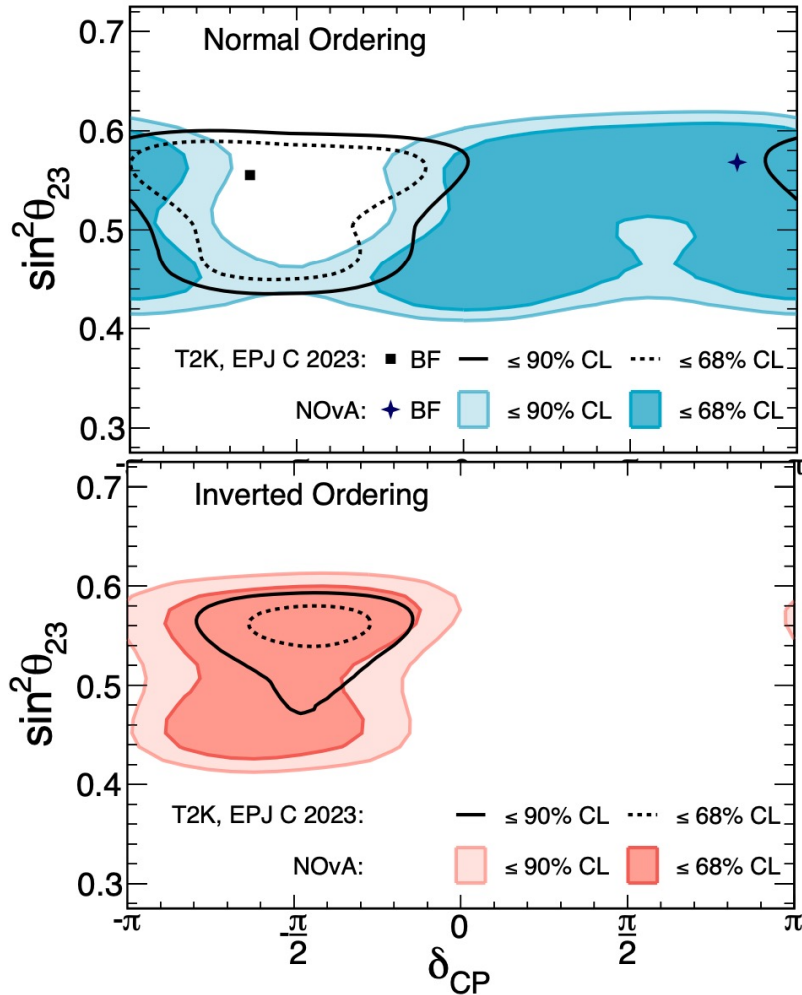 Normal Ordering
0.7
0.6
0.5
0.4
0.3
sin²θ23
T2K, EPJ C 2023: BF ≤ 90% CL ≤ 68% CL
NOvA: BF ≤ 90% CL ≤ 68% CL
Inverted Ordering
0.7
0.6
0.5
0.4
0.3
sin²θ23
T2K, EPJ C 2023: ≤ 90% CL ≤ 68% CL
NOvA: ≤ 90% CL ≤ 68% CL
-π -π/2 0 π/2 π
δCP